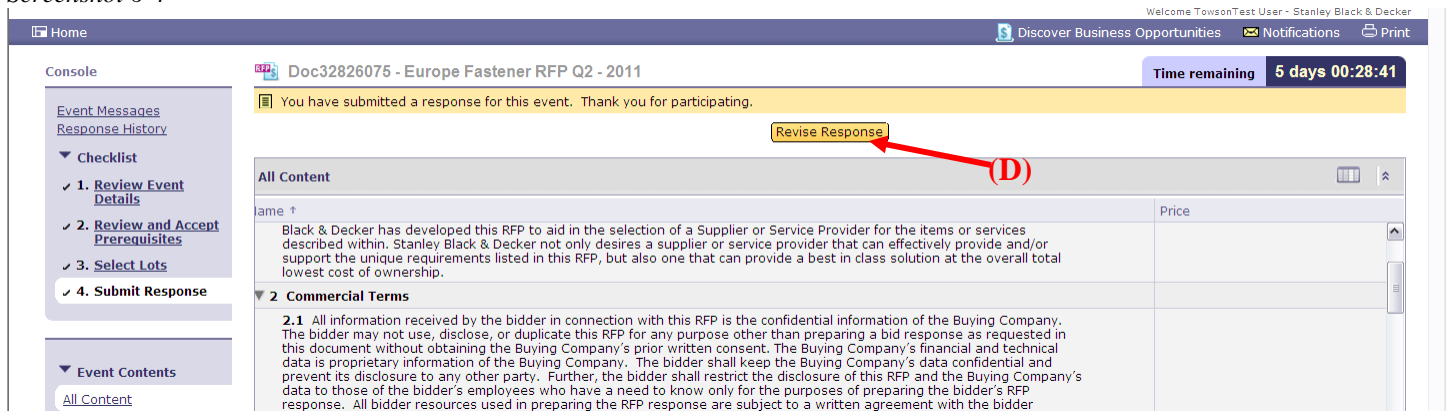 Welcome TowsonTest User - Stanley Black & Decker
Home
Discover Business Opportunities
Notifications
Print
Console
Event Messages
Response History
Checklist
1. Review Event
Details
2. Review and Accept
Prerequisites
3. Select Lots
4. Submit Response
Event Contents
All Content
RFP
Doc32826075 - Europe Fastener RFP Q2 - 2011
Time remaining
5 days 00:28:41
You have submitted a response for this event. Thank you for participating.
Revise Response
(D)
All Content
Name ↑
Price
Black & Decker has developed this RFP to aid in the selection of a Supplier or Service Provider for the items or services
described within. Stanley Black & Decker not only desires a supplier or service provider that can effectively provide and/or
support the unique requirements listed in this RFP, but also one that can provide a best in class solution at the overall total
lowest cost of ownership.
2 Commercial Terms
2.1 All information received by the bidder in connection with this RFP is the confidential information of the Buying Company.
The bidder may not use, disclose, or duplicate this RFP for any purpose other than preparing a bid response as requested in
this document without obtaining the Buying Company's prior written consent. The Buying Company's financial and technical
data is proprietary information of the Buying Company. The bidder shall keep the Buying Company's data confidential and
prevent its disclosure to any other party. Further, the bidder shall restrict the disclosure of this RFP and the Buying Company's
data to those of the bidder's employees who have a need to know only for the purposes of preparing the bidder's RFP
response. All bidder resources used in preparing the RFP response are subject to a written agreement with the bidder